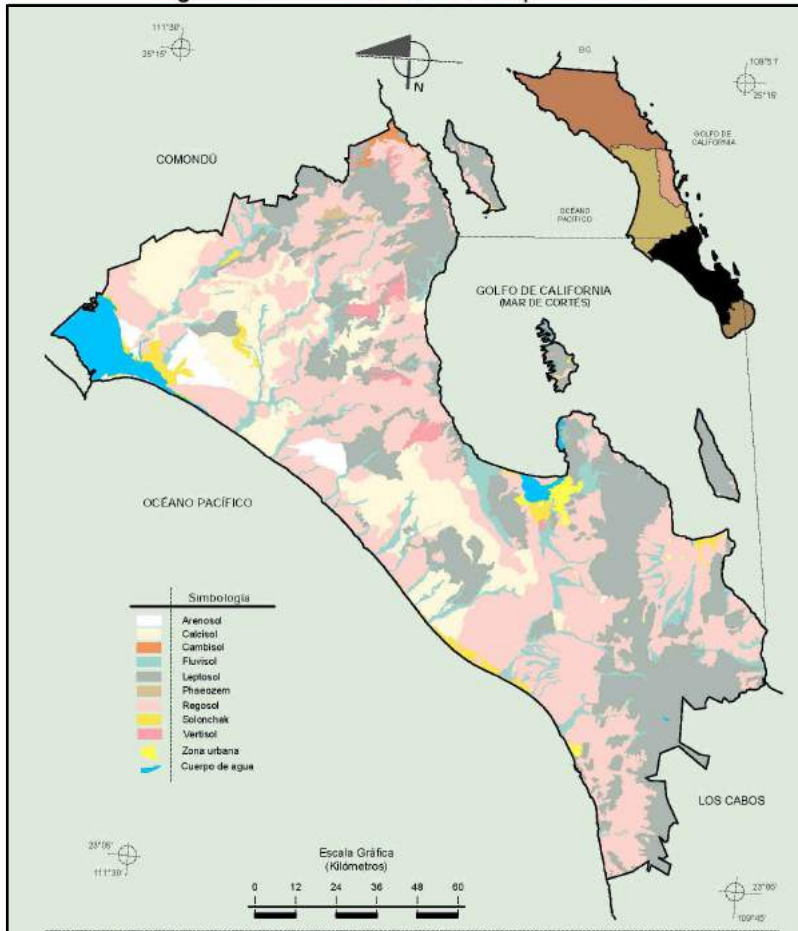 111°30'
25°15'
N
B.C.
109°51'
25°15'
COMONDÚ
GOLFO DE
CALIFORNIA
OCÉANO
PACÍFICO
GOLFO DE CALIFORNIA
(MAR DE CORTÉS)
OCÉANO PACÍFICO
Simbología
Arenosol
Calcisol
Cambisol
Fluvisol
Leptosol
Phaeozem
Regosol
Solonchak
Vertisol
Zona urbana
Cuerpo de agua
LOS CABOS
23°05'
111°30'
Escala Gráfica
(Kilómetros)
0 12 24 36 48 60
23°05'
109°45'